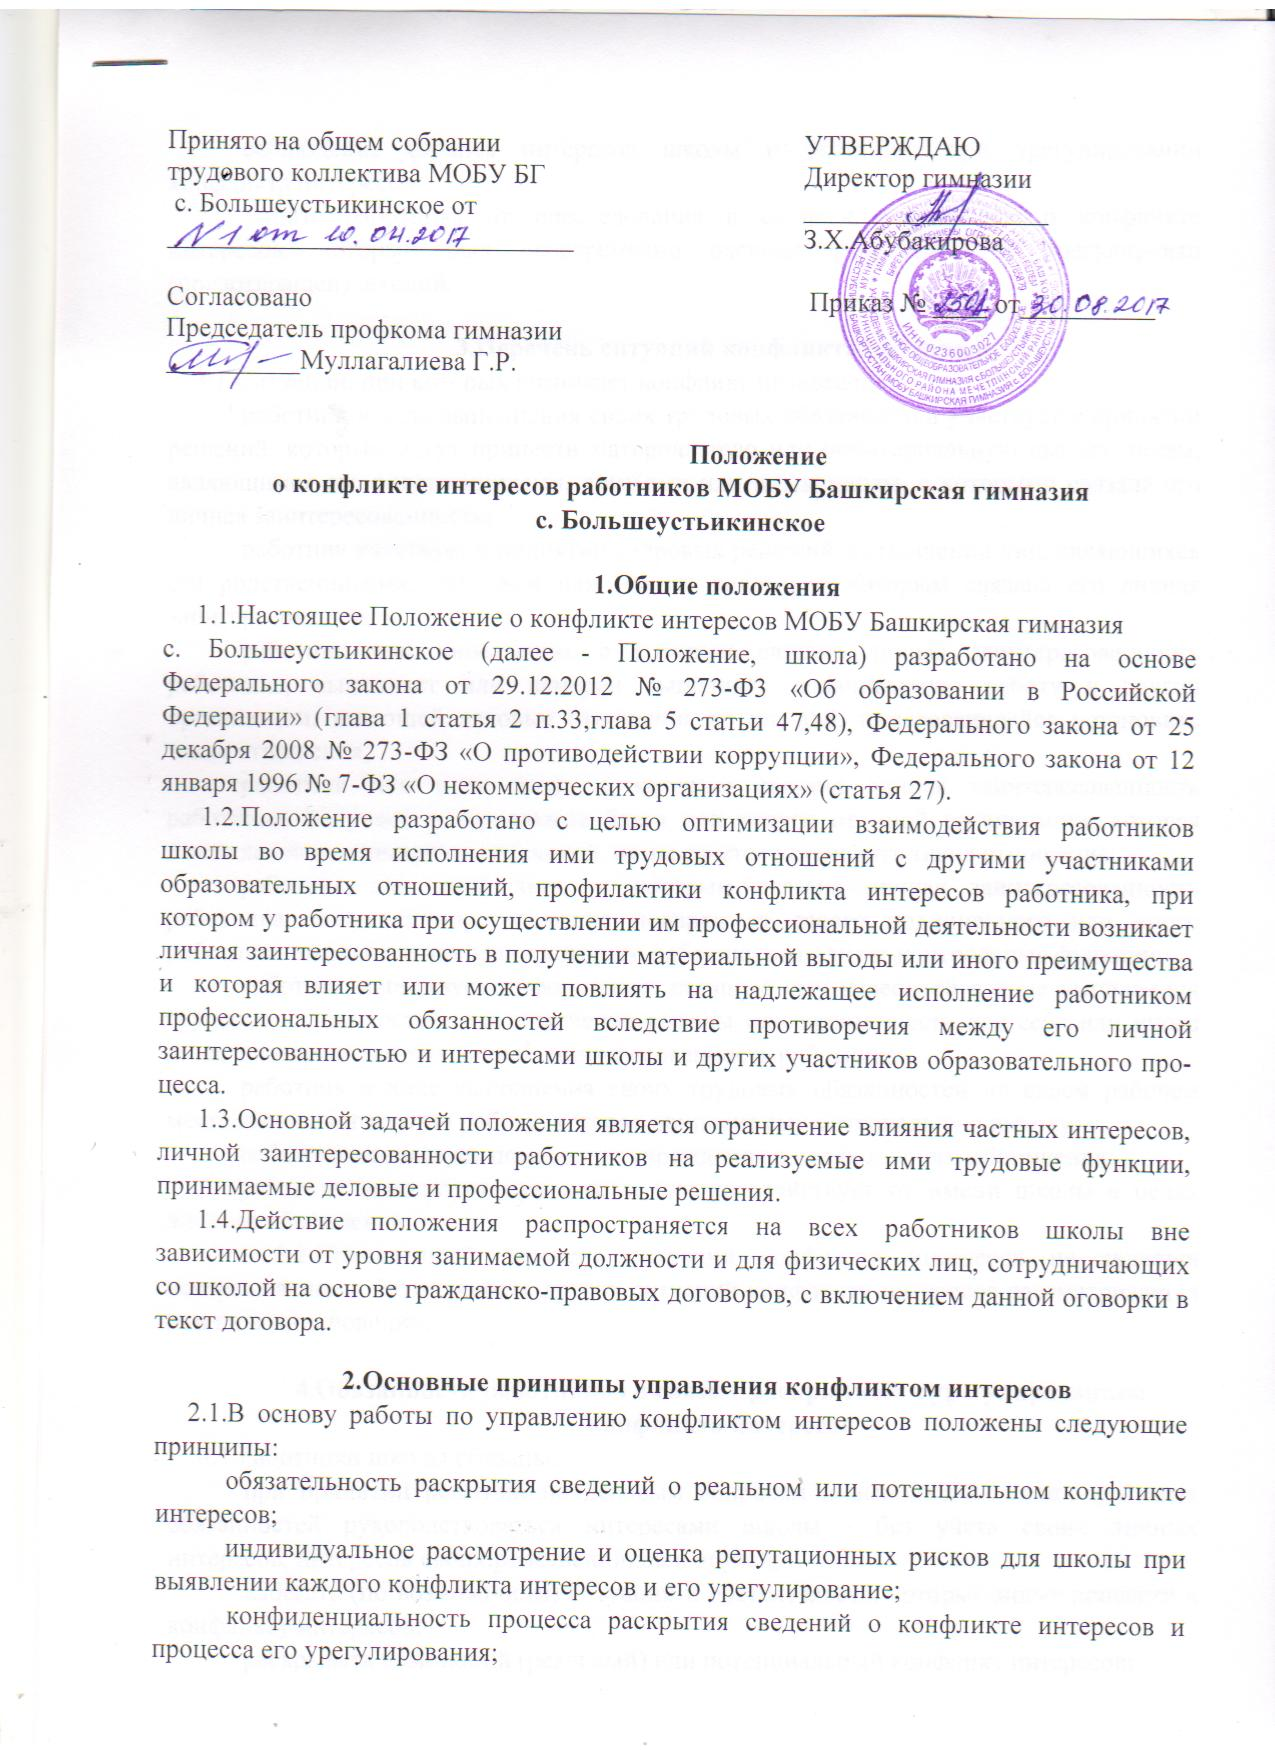 Принято на общем собрании
трудового коллектива МОБУ БГ
с. Большеустьикинское от
N 1 от 10.04.2017
Согласовано
Председатель профкома гимназии
Муллагалиева Г.Р.
УТВЕРЖДАЮ
Директор гимназии
З.Х.Абубакирова
Приказ № от 30.08.2017
ИНН 0236003027
Положение
о конфликте интересов работников МОБУ Башкирская гимназия
с. Большеустьикинское
1.Общие положения
1.1.Настоящее Положение о конфликте интересов МОБУ Башкирская гимназия
с. Большеустьикинское (далее - Положение, школа) разработано на основе
Федерального закона от 29.12.2012 № 273-ФЗ «Об образовании в Российской
Федерации» (глава 1 статья 2 п.33,глава 5 статьи 47,48), Федерального закона от 25
декабря 2008 № 273-ФЗ «О противодействии коррупции», Федерального закона от 12
января 1996 № 7-ФЗ «О некоммерческих организациях» (статья 27).
1.2.Положение разработано с целью оптимизации взаимодействия работников
школы во время исполнения ими трудовых отношений с другими участниками
образовательных отношений, профилактики конфликта интересов работника, при
котором у работника при осуществлении им профессиональной деятельности возникает
личная заинтересованность в получении материальной выгоды или иного преимущества
и которая влияет или может повлиять на надлежащее исполнение работником
профессиональных обязанностей вследствие противоречия между его личной
заинтересованностью и интересами школы и других участников образовательного про-
цесса.
1.3.Основной задачей положения является ограничение влияния частных интересов,
личной заинтересованности работников на реализуемые ими трудовые функции,
принимаемые деловые и профессиональные решения.
1.4.Действие положения распространяется на всех работников школы вне
зависимости от уровня занимаемой должности и для физических лиц, сотрудничающих
со школой на основе гражданско-правовых договоров, с включением данной оговорки в
текст договора.
2.Основные принципы управления конфликтом интересов
2.1.В основу работы по управлению конфликтом интересов положены следующие
принципы:
обязательность раскрытия сведений о реальном или потенциальном конфликте
интересов;
индивидуальное рассмотрение и оценка репутационных рисков для школы при
выявлении каждого конфликта интересов и его урегулирование;
конфиденциальность процесса раскрытия сведений о конфликте интересов и
процесса его урегулирования;